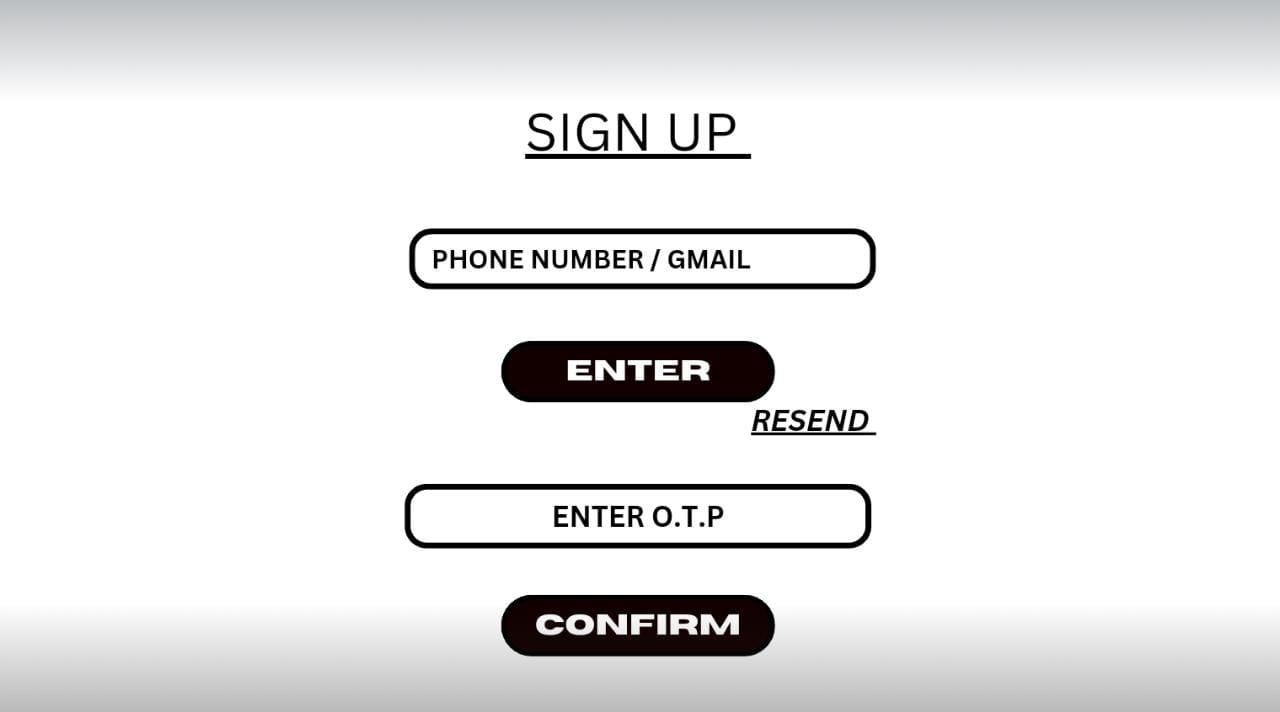 SIGN UP
PHONE NUMBER / GMAIL
ENTER
RESEND
ENTER O.T.P
CONFIRM